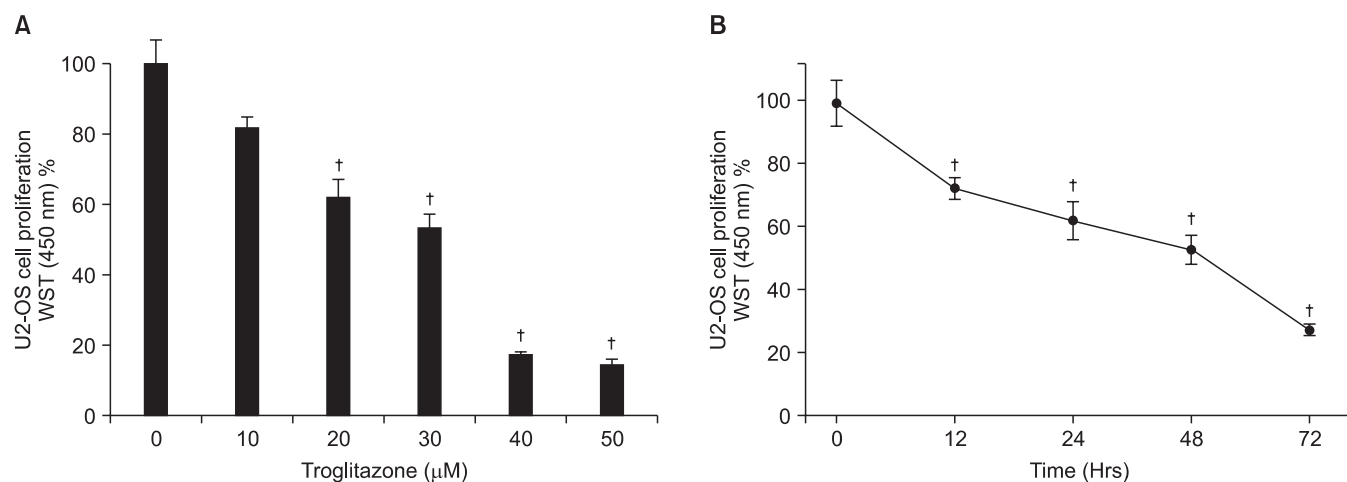 A
U2-OS cell proliferation
WST (450 nm) %
100
80
60
40
20
0
†
†
†
†
0 10 20 30 40 50
Troglitazone (μM)
B
U2-OS cell proliferation
WST (450 nm) %
100
80
60
40
20
0
†
†
†
†
0 12 24 48 72
Time (Hrs)